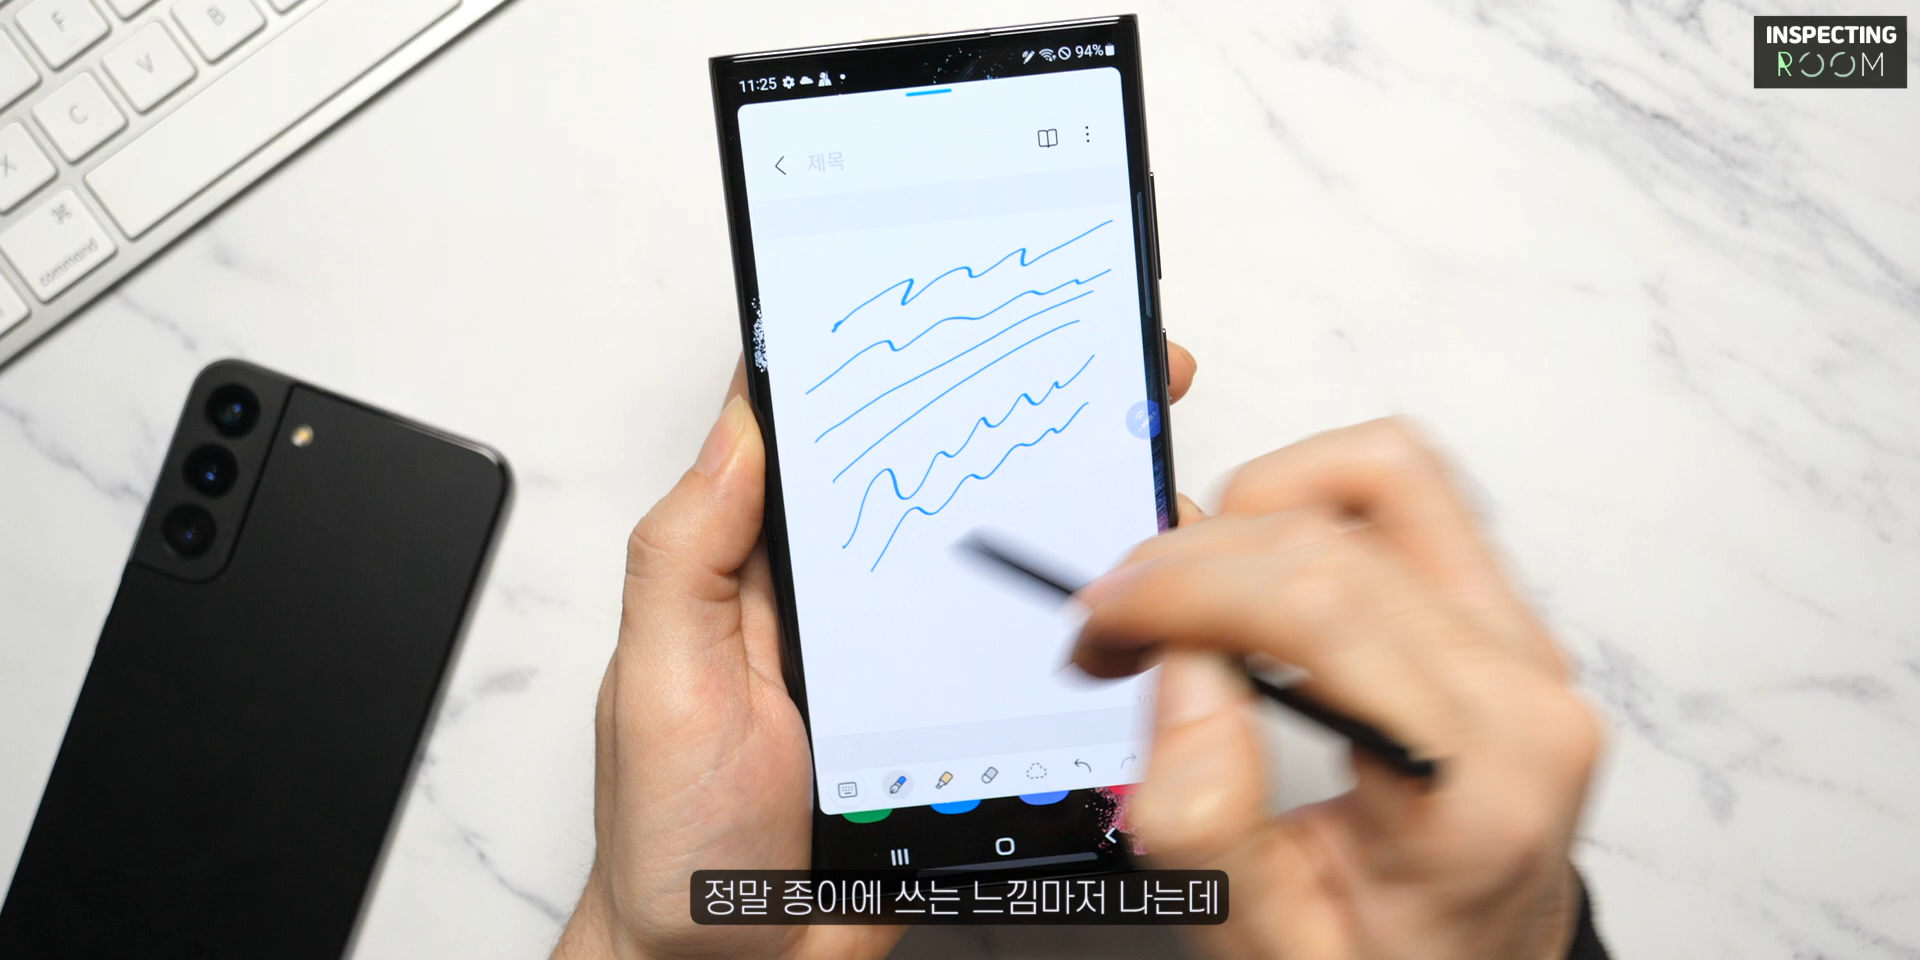 F
V
B
C
X
⌘
command
INSPECTING
ROOM
11:25
94%
제목
정말 종이에 쓰는 느낌마저 나는데